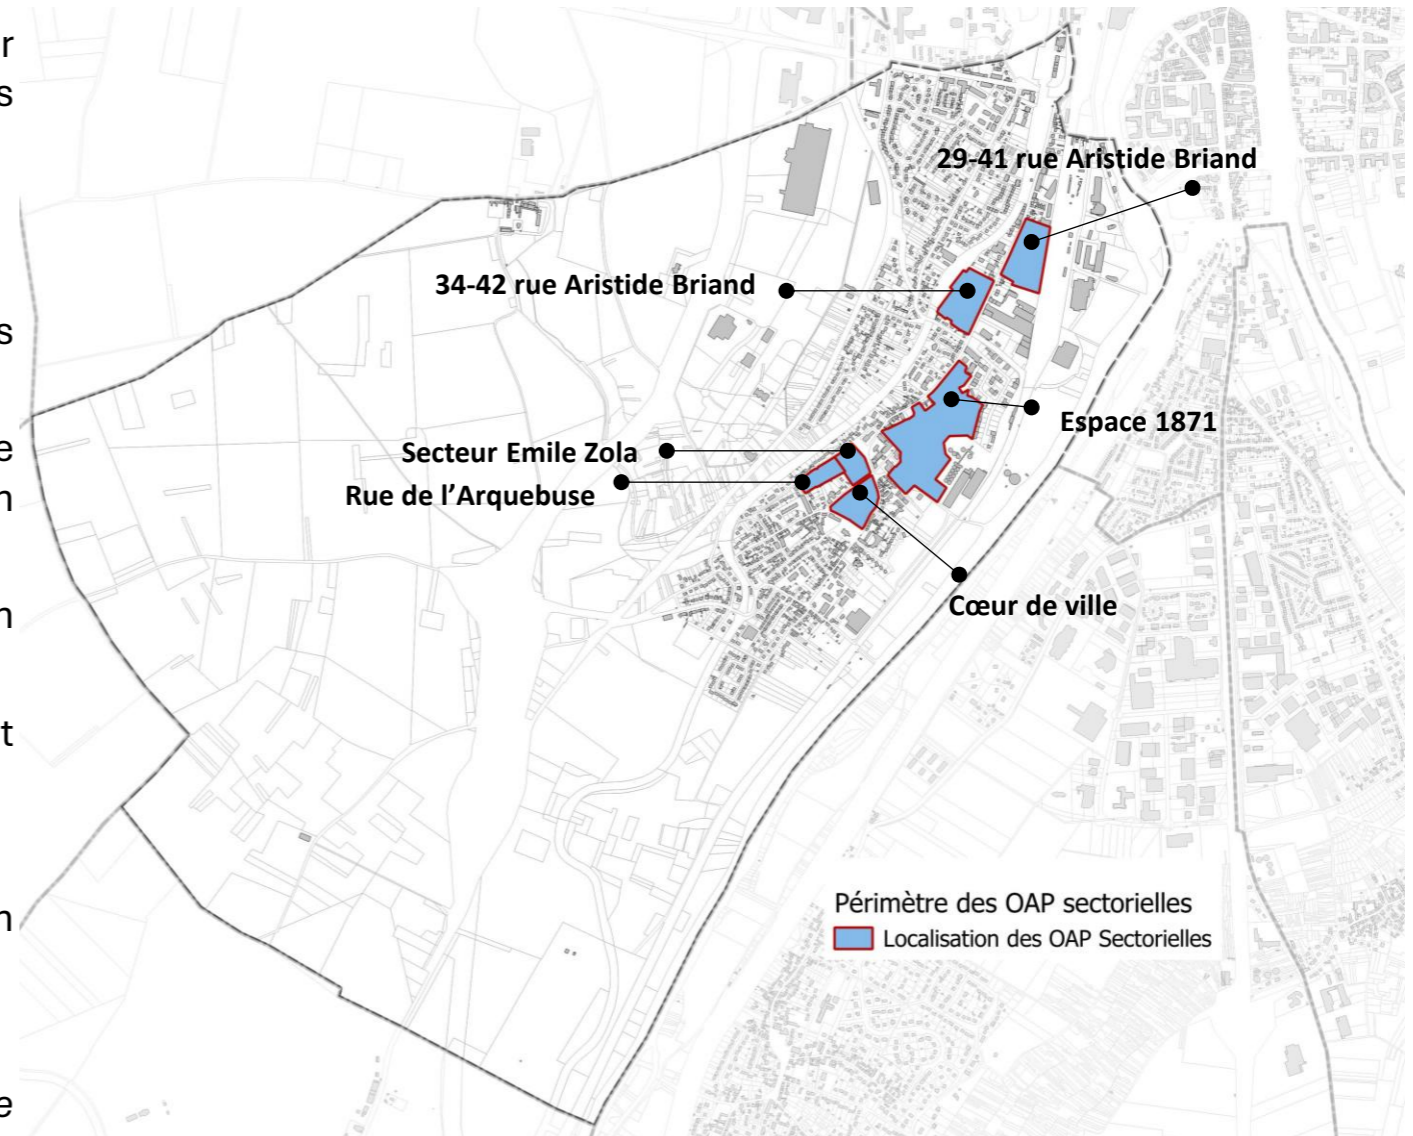 r
s
29-41 rue Aristide Briand
34-42 rue Aristide Briand
s
Espace 1871
e
Secteur Emile Zola
n
Rue de l’Arquebuse
Cœur de ville
n
t
Périmètre des OAP sectorielles
n
Localisation des OAP Sectorielles
e